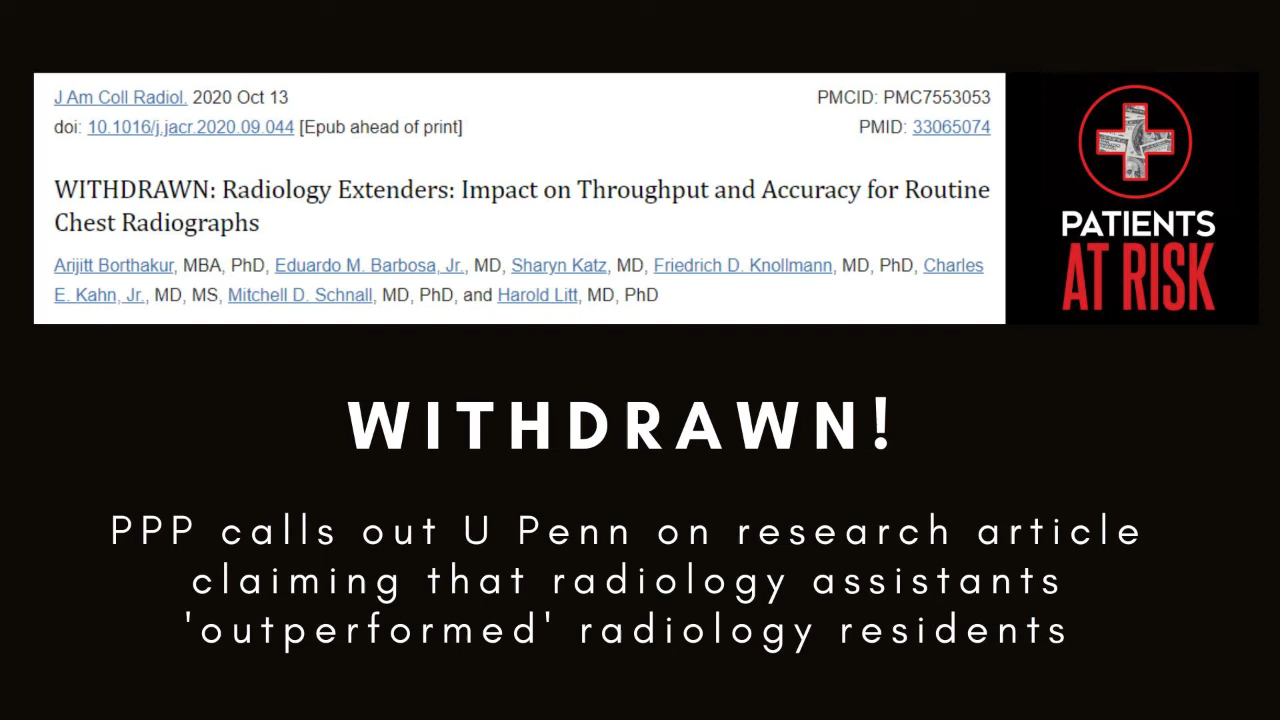 J Am Coll Radiol. 2020 Oct 13
PMCID: PMC7553053
doi: 10.1016/j.jacr.2020.09.044 [Epub ahead of print]
PMID: 33065074
WITHDRAWN: Radiology Extenders: Impact on Throughput and Accuracy for Routine
Chest Radiographs
Arijitt Borthakur, MBA, PhD, Eduardo M. Barbosa, Jr., MD, Sharyn Katz, MD, Friedrich D. Knollmann, MD, PhD, Charles
E. Kahn, Jr., MD, MS, Mitchell D. Schnall, MD, PhD, and Harold Litt, MD, PhD
PATIENTS
AT RISK
WITHDRAWN!
PPP calls out U Penn on research article
claiming that radiology assistants
'outperformed' radiology residents